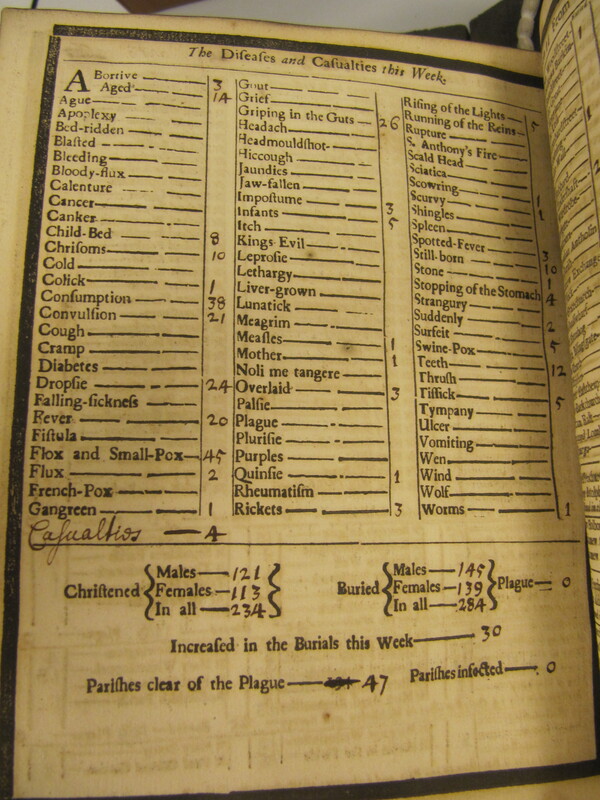 The Diſeaſes and Caſualties this Week.
ABortive — 3
Aged — 14
Ague
Apoplexy
Bed-ridden
Blaſted
Bleeding
Bloody-flux
Calenture
Cancer
Canker
Child-Bed — 8
Chriſoms — 10
Cold
Colick — 1
Conſumption — 38
Convulſion — 21
Cough
Cramp
Diabetes
Dropſie — 24
Falling-ſickneſs
Fever — 20
Fiſtula
Flox and Small-Pox — 45
Flux — 2
French-Pox
Gangreen — 1
Caſualties — 4
Gout
Grief
Griping in the Guts — 26
Headach
Headmouldſhot
Hiccough
Jaundies
Jaw-fallen
Impoſtume — 3
Infants — 5
Itch
Kings Evil
Leproſie
Lethargy
Liver-grown
Lunatick
Meagrim
Meaſles — 1
Mother — 1
Noli me tangere
Overlaid — 3
Palſie
Plague
Pluriſie
Purples
Quinſie — 1
Rheumatiſm
Rickets — 3
Riſing of the Lights — 5
Running of the Reins
Rupture
S. Anthony's Fire
Scald Head
Sciatica
Scowring — 1
Scurvy — 1
Shingles
Spleen
Spotted-Fever — 3
Still-born — 10
Stone — 1
Stopping of the Stomach — 4
Strangury
Suddenly — 2
Surfeit — 5
Swine-Pox
Teeth — 12
Thruſh
Tiſſick — 5
Tympany
Ulcer
Vomiting
Wen
Wind
Wolf
Worms — 1
Chriſtened { Males — 121
Females — 113
In all — 234 }
Buried { Males — 145
Females — 139
In all — 284 } Plague — 0
Increaſed in the Burials this Week — 30
Pariſhes clear of the Plague — 47 Pariſhes infected — 0